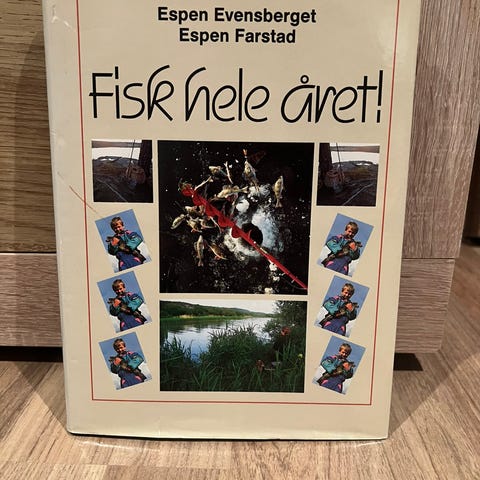 Espen Evensberget
Espen Farstad
Fisk hele året!